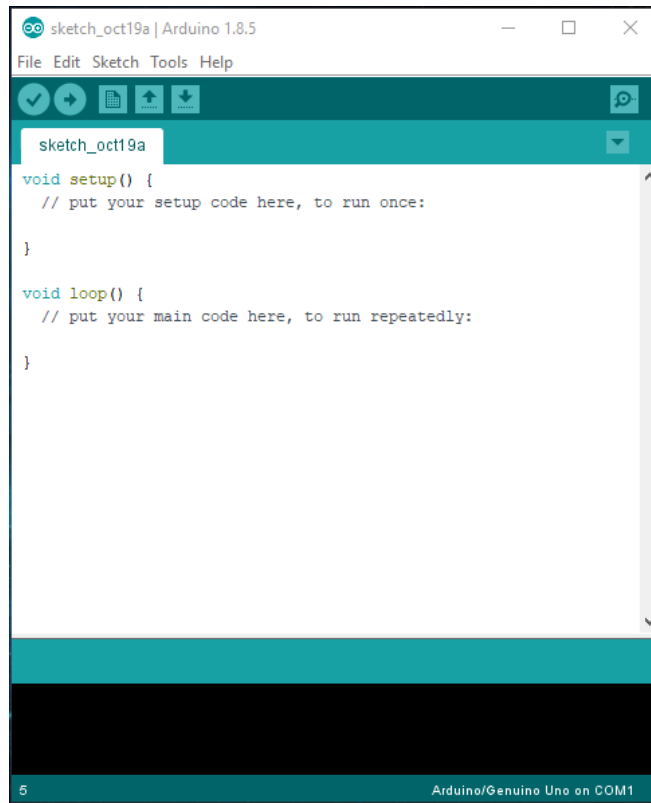 sketch_oct19a | Arduino 1.8.5
File Edit Sketch Tools Help
sketch_oct19a
void setup() {
  // put your setup code here, to run once:
}
void loop() {
  // put your main code here, to run repeatedly:
}
5 Arduino/Genuino Uno on COM1